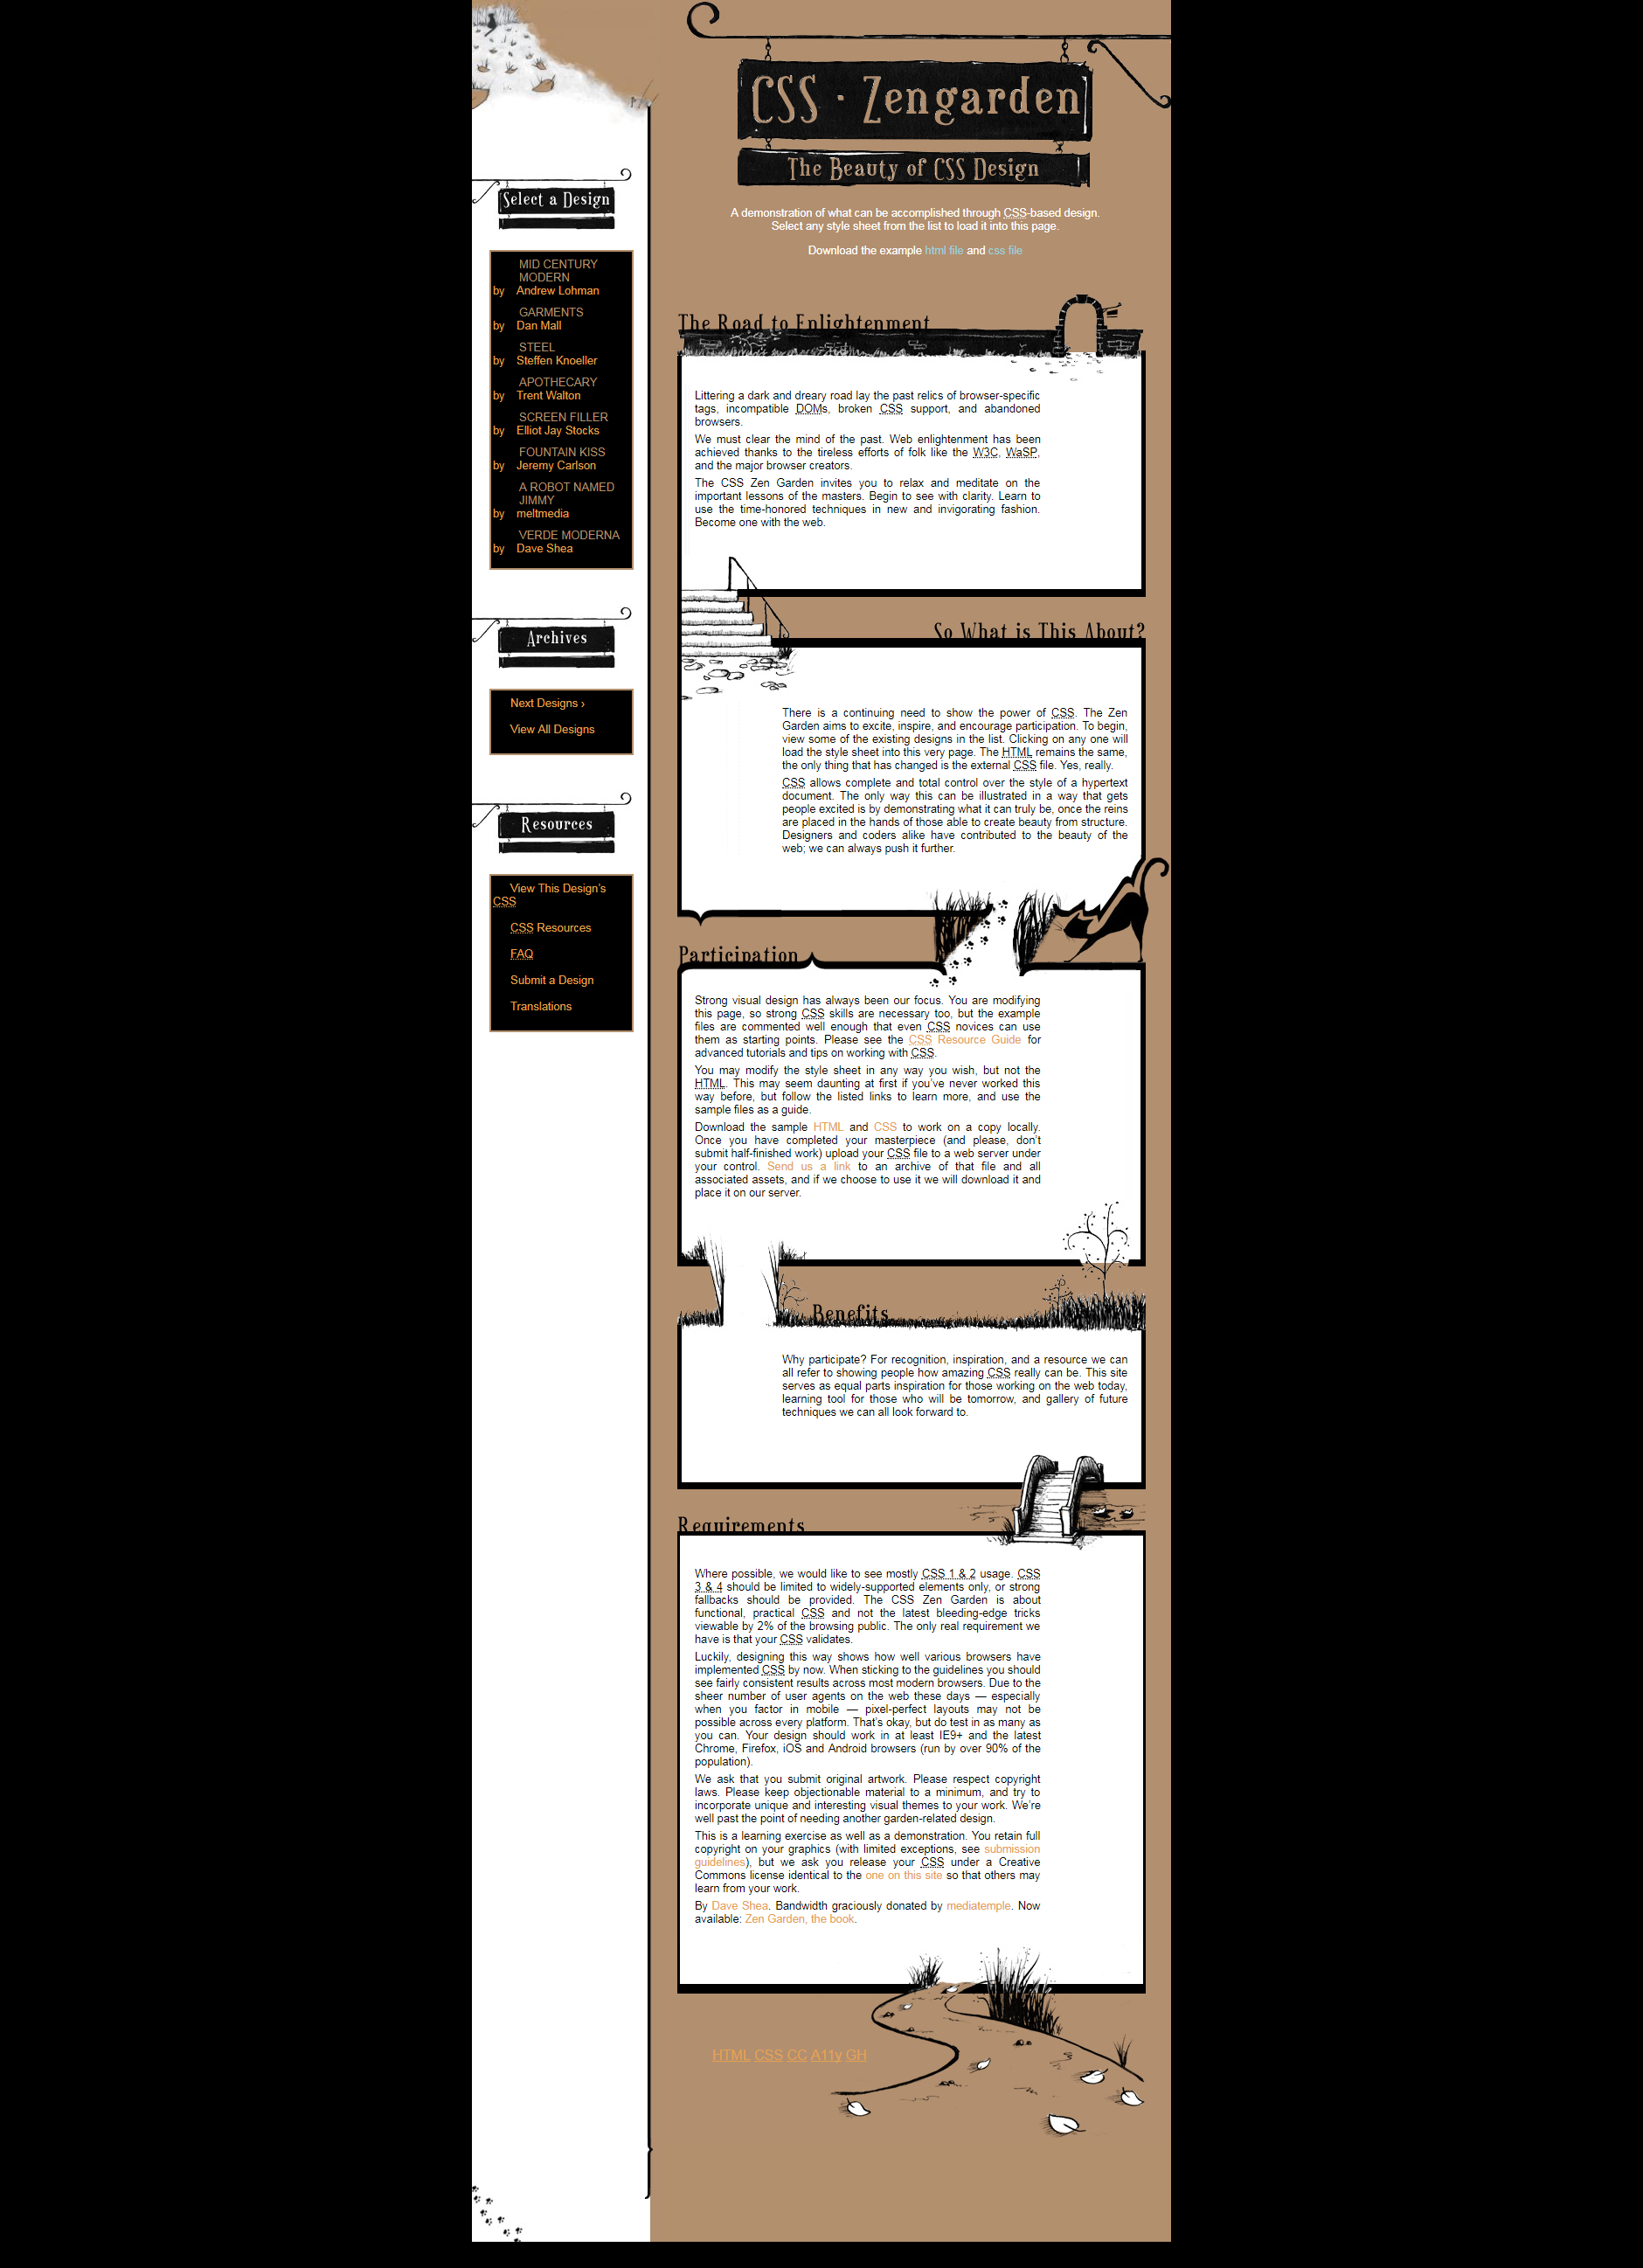 CSS · Zengarden
The Beauty of CSS Design
A demonstration of what can be accomplished through CSS-based design.
Select any style sheet from the list to load it into this page.
Download the example html file and css file
Select a Design
MID CENTURY
MODERN
by Andrew Lohman
GARMENTS
by Dan Mall
STEEL
by Steffen Knoeller
APOTHECARY
by Trent Walton
SCREEN FILLER
by Elliot Jay Stocks
FOUNTAIN KISS
by Jeremy Carlson
A ROBOT NAMED
JIMMY
by meltmedia
VERDE MODERNA
by Dave Shea
Archives
Next Designs ›
View All Designs
Resources
View This Design's
CSS
CSS Resources
FAQ
Submit a Design
Translations
The Road to Enlightenment
Littering a dark and dreary road lay the past relics of browser-specific
tags, incompatible DOMs, broken CSS support, and abandoned
browsers.
We must clear the mind of the past. Web enlightenment has been
achieved thanks to the tireless efforts of folk like the W3C, WaSP,
and the major browser creators.
The CSS Zen Garden invites you to relax and meditate on the
important lessons of the masters. Begin to see with clarity. Learn to
use the time-honored techniques in new and invigorating fashion.
Become one with the web.
So What is This About?
There is a continuing need to show the power of CSS. The Zen
Garden aims to excite, inspire, and encourage participation. To begin,
view some of the existing designs in the list. Clicking on any one will
load the style sheet into this very page. The HTML remains the same,
the only thing that has changed is the external CSS file. Yes, really.
CSS allows complete and total control over the style of a hypertext
document. The only way this can be illustrated in a way that gets
people excited is by demonstrating what it can truly be, once the reins
are placed in the hands of those able to create beauty from structure.
Designers and coders alike have contributed to the beauty of the
web; we can always push it further.
Participation
Strong visual design has always been our focus. You are modifying
this page, so strong CSS skills are necessary too, but the example
files are commented well enough that even CSS novices can use
them as starting points. Please see the CSS Resource Guide for
advanced tutorials and tips on working with CSS.
You may modify the style sheet in any way you wish, but not the
HTML. This may seem daunting at first if you've never worked this
way before, but follow the listed links to learn more, and use the
sample files as a guide.
Download the sample HTML and CSS to work on a copy locally.
Once you have completed your masterpiece (and please, don't
submit half-finished work) upload your CSS file to a web server under
your control. Send us a link to an archive of that file and all
associated assets, and if we choose to use it we will download it and
place it on our server.
Benefits
Why participate? For recognition, inspiration, and a resource we can
all refer to showing people how amazing CSS really can be. This site
serves as equal parts inspiration for those working on the web today,
learning tool for those who will be tomorrow, and gallery of future
techniques we can all look forward to.
Requirements
Where possible, we would like to see mostly CSS 1 & 2 usage. CSS
3 & 4 should be limited to widely-supported elements only, or strong
fallbacks should be provided. The CSS Zen Garden is about
functional, practical CSS and not the latest bleeding-edge tricks
viewable by 2% of the browsing public. The only real requirement we
have is that your CSS validates.
Luckily, designing this way shows how well various browsers have
implemented CSS by now. When sticking to the guidelines you should
see fairly consistent results across most modern browsers. Due to the
sheer number of user agents on the web these days — especially
when you factor in mobile — pixel-perfect layouts may not be
possible across every platform. That's okay, but do test in as many as
you can. Your design should work in at least IE9+ and the latest
Chrome, Firefox, iOS and Android browsers (run by over 90% of the
population).
We ask that you submit original artwork. Please respect copyright
laws. Please keep objectionable material to a minimum, and try to
incorporate unique and interesting visual themes to your work. We're
well past the point of needing another garden-related design.
This is a learning exercise as well as a demonstration. You retain full
copyright on your graphics (with limited exceptions, see submission
guidelines), but we ask you release your CSS under a Creative
Commons license identical to the one on this site so that others may
learn from your work.
By Dave Shea. Bandwidth graciously donated by mediatemple. Now
available: Zen Garden, the book.
HTML CSS CC A11y GH